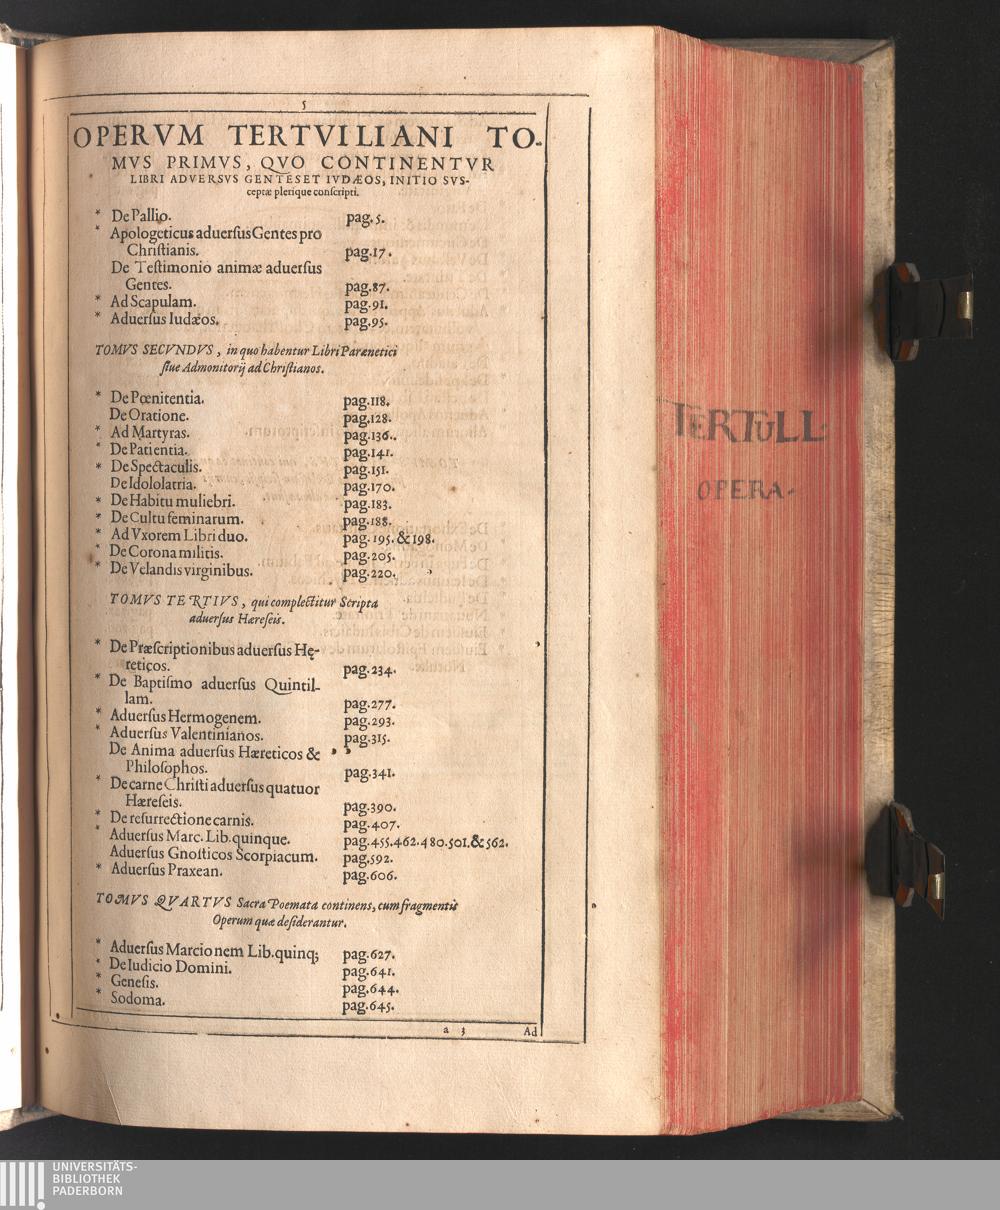 5
OPERVM TERTVILIANI TO-
MVS PRIMVS, QVO CONTINENTVR
LIBRI ADVERSVS GENTESET IVDÆOS, INITIO SVS-
ceptæ plerique conſcripti.
* De Pallio. pag.5.
* Apologeticus aduerſus Gentes pro
Chriſtianis. pag.17.
De Teſtimonio animæ aduerſus
Gentes. pag.87.
* Ad Scapulam. pag.91.
* Aduerſus Iudæos. pag.95.
TOMVS SECVNDVS, in quo habentur Libri Parænetici
ſiue Admonitorij ad Chriſtianos.
* De Pœnitentia. pag.118.
De Oratione. pag.128.
* Ad Martyras. pag.136.
* De Patientia. pag.141.
* De Spectaculis. pag.151.
De Idololatria. pag.170.
* De Habitu muliebri. pag.183.
* De Cultu feminarum. pag.188.
* Ad Vxorem Libri duo. pag.195.&198.
* De Corona militis. pag.205.
* De Velandis virginibus. pag.220.
TOMVS TERTIVS, qui complectitur Scripta
aduerſus Hæreſeis.
* De Præſcriptionibus aduerſus Hę-
reticos. pag.234.
* De Baptiſmo aduerſus Quintil-
lam. pag.277.
* Aduerſus Hermogenem. pag.293.
* Aduerſus Valentinianos. pag.315.
De Anima aduerſus Hæreticos &
Philoſophos. pag.341.
* De carne Chriſti aduerſus quatuor
Hæreſeis. pag.390.
* De reſurrectione carnis. pag.407.
* Aduerſus Marc. Lib. quinque. pag.455.462.480.501.&562.
Aduerſus Gnoſticos Scorpiacum. pag.592.
* Aduerſus Praxean. pag.606.
TOMVS QVARTVS Sacra Poemata continens, cum fragmentis
Operum quæ deſiderantur.
* Aduerſus Marcionem Lib. quinq; pag.627.
* De Iudicio Domini. pag.641.
* Geneſis. pag.644.
* Sodoma. pag.645.
a 3 Ad
TERTULL.
OPERA.
UNIVERSITÄTS-
BIBLIOTHEK
PADERBORN